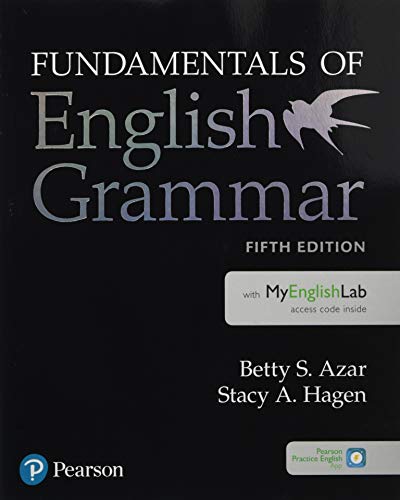 FUNDAMENTALS OF
English
Grammar
FIFTH EDITION
with MyEnglishLab
access code inside
Betty S. Azar
Stacy A. Hagen
Pearson
Practice English
App
Pearson